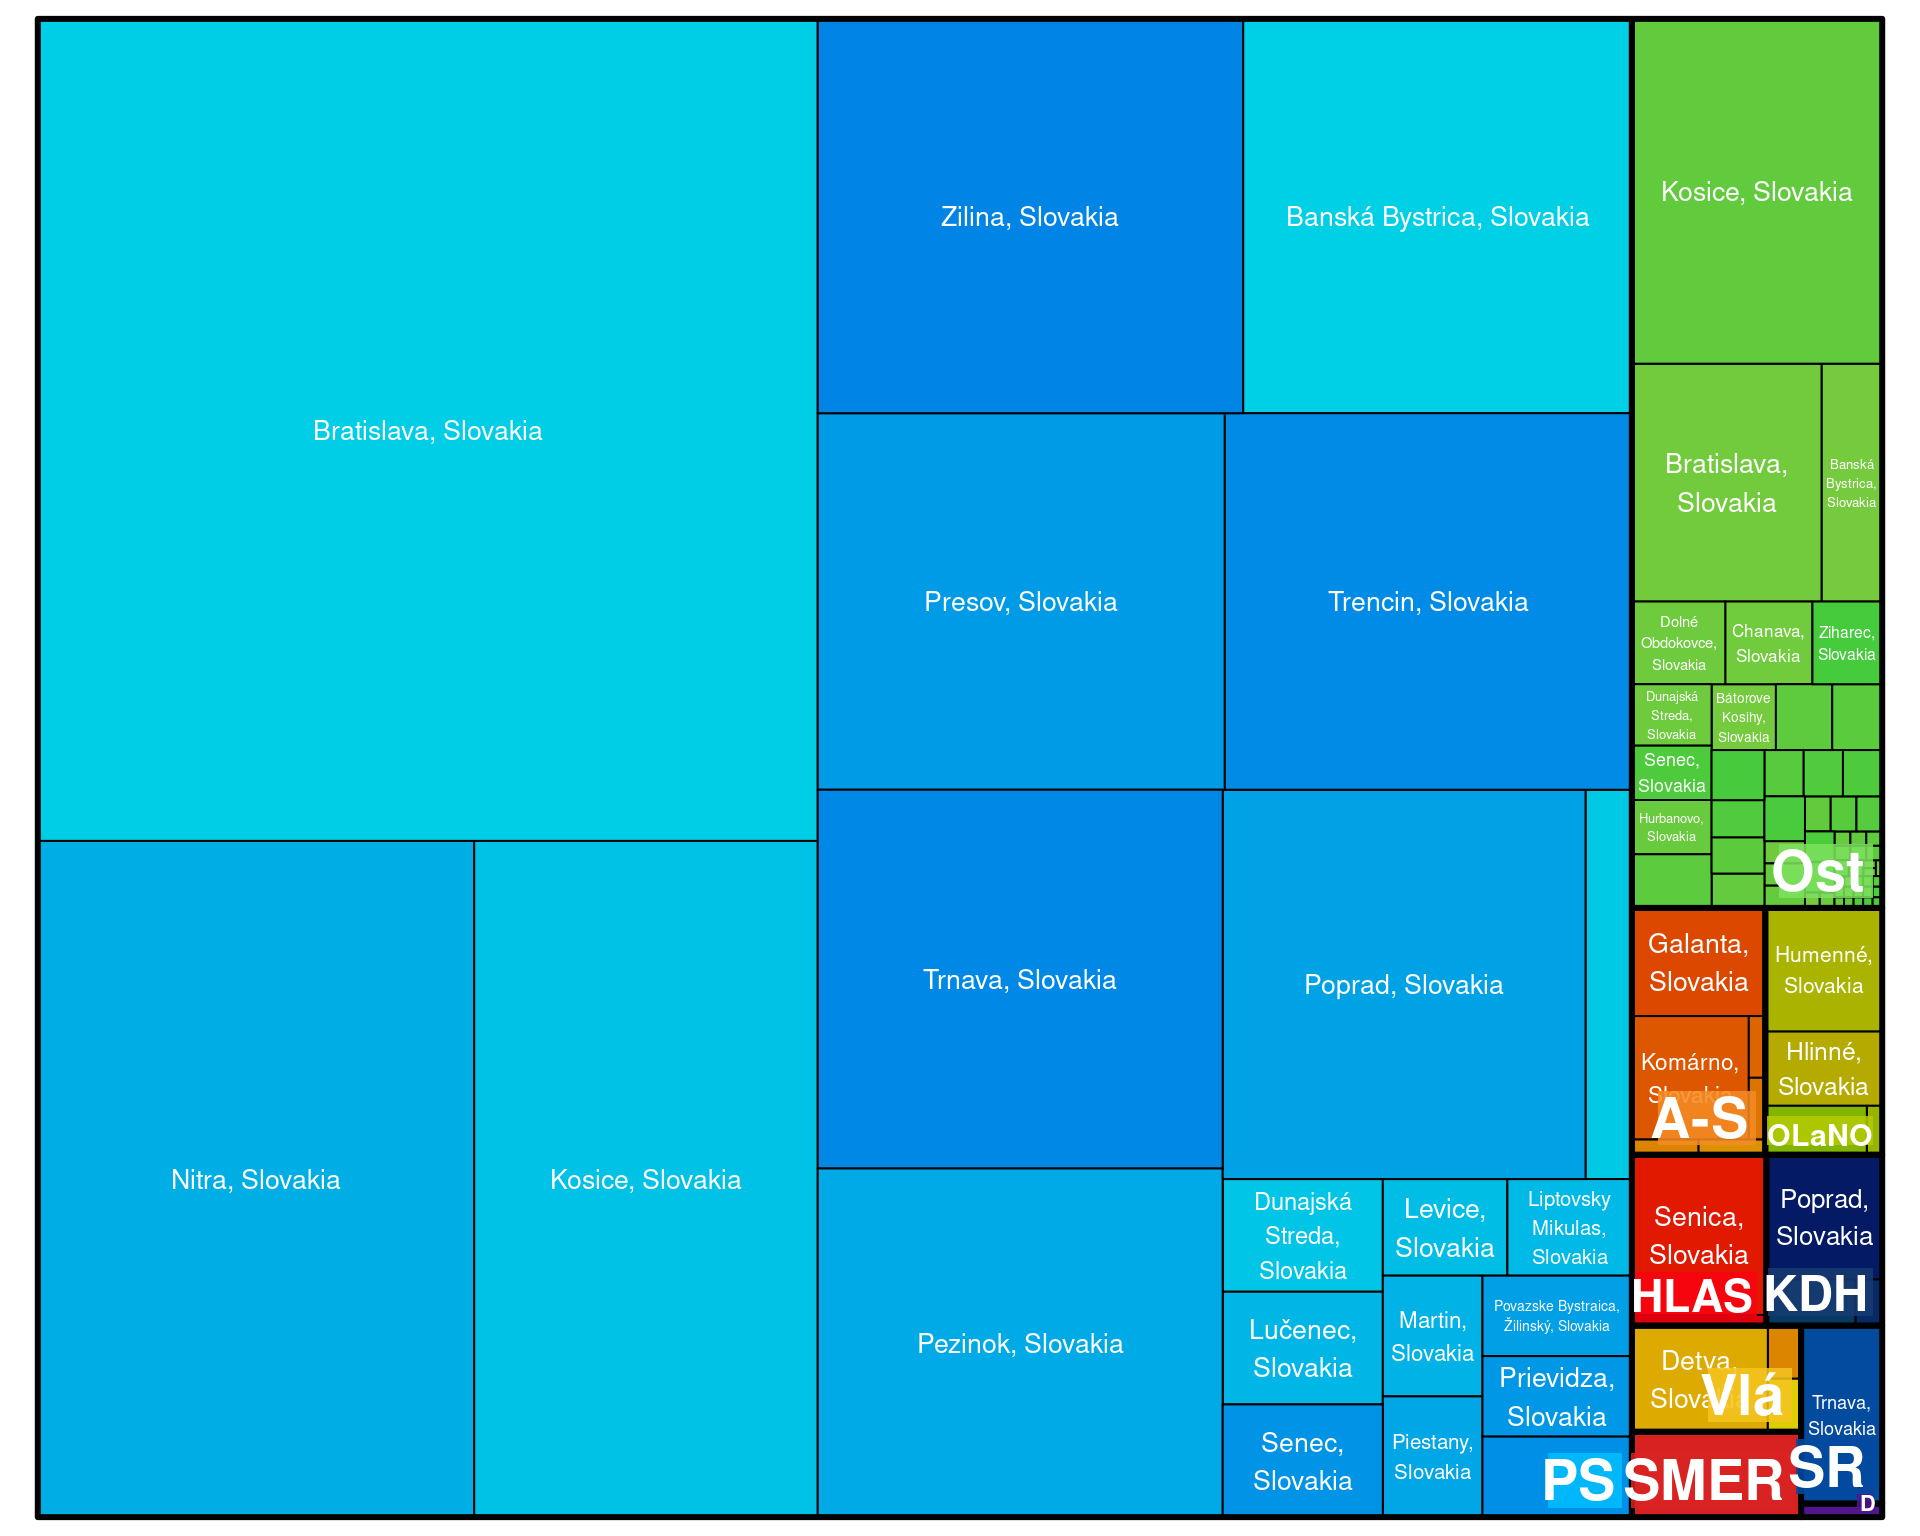 Bratislava, Slovakia
Nitra, Slovakia
Kosice, Slovakia
Zilina, Slovakia
Banská Bystrica, Slovakia
Presov, Slovakia
Trencin, Slovakia
Trnava, Slovakia
Poprad, Slovakia
Pezinok, Slovakia
Dunajská
Streda,
Slovakia
Levice,
Slovakia
Liptovsky
Mikulas,
Slovakia
Lučenec,
Slovakia
Martin,
Slovakia
Povazske Bystraica,
Žilinský, Slovakia
Prievidza,
Slovakia
Senec,
Slovakia
Piestany,
Slovakia
PS
Kosice, Slovakia
Bratislava,
Slovakia
Banská
Bystrica,
Slovakia
Dolné
Obdokovce,
Slovakia
Chanava,
Slovakia
Ziharec,
Slovakia
Dunajská
Streda,
Slovakia
Bátorove
Kosihy,
Slovakia
Senec,
Slovakia
Hurbanovo,
Slovakia
Ost
Galanta,
Slovakia
Komárno,
Slovakia
A-S
Humenné,
Slovakia
Hlinné,
Slovakia
OLaNO
Senica,
Slovakia
HLAS
Poprad,
Slovakia
KDH
Detva,
Slovakia
Vlá
Trnava,
Slovakia
SR
SMER
D